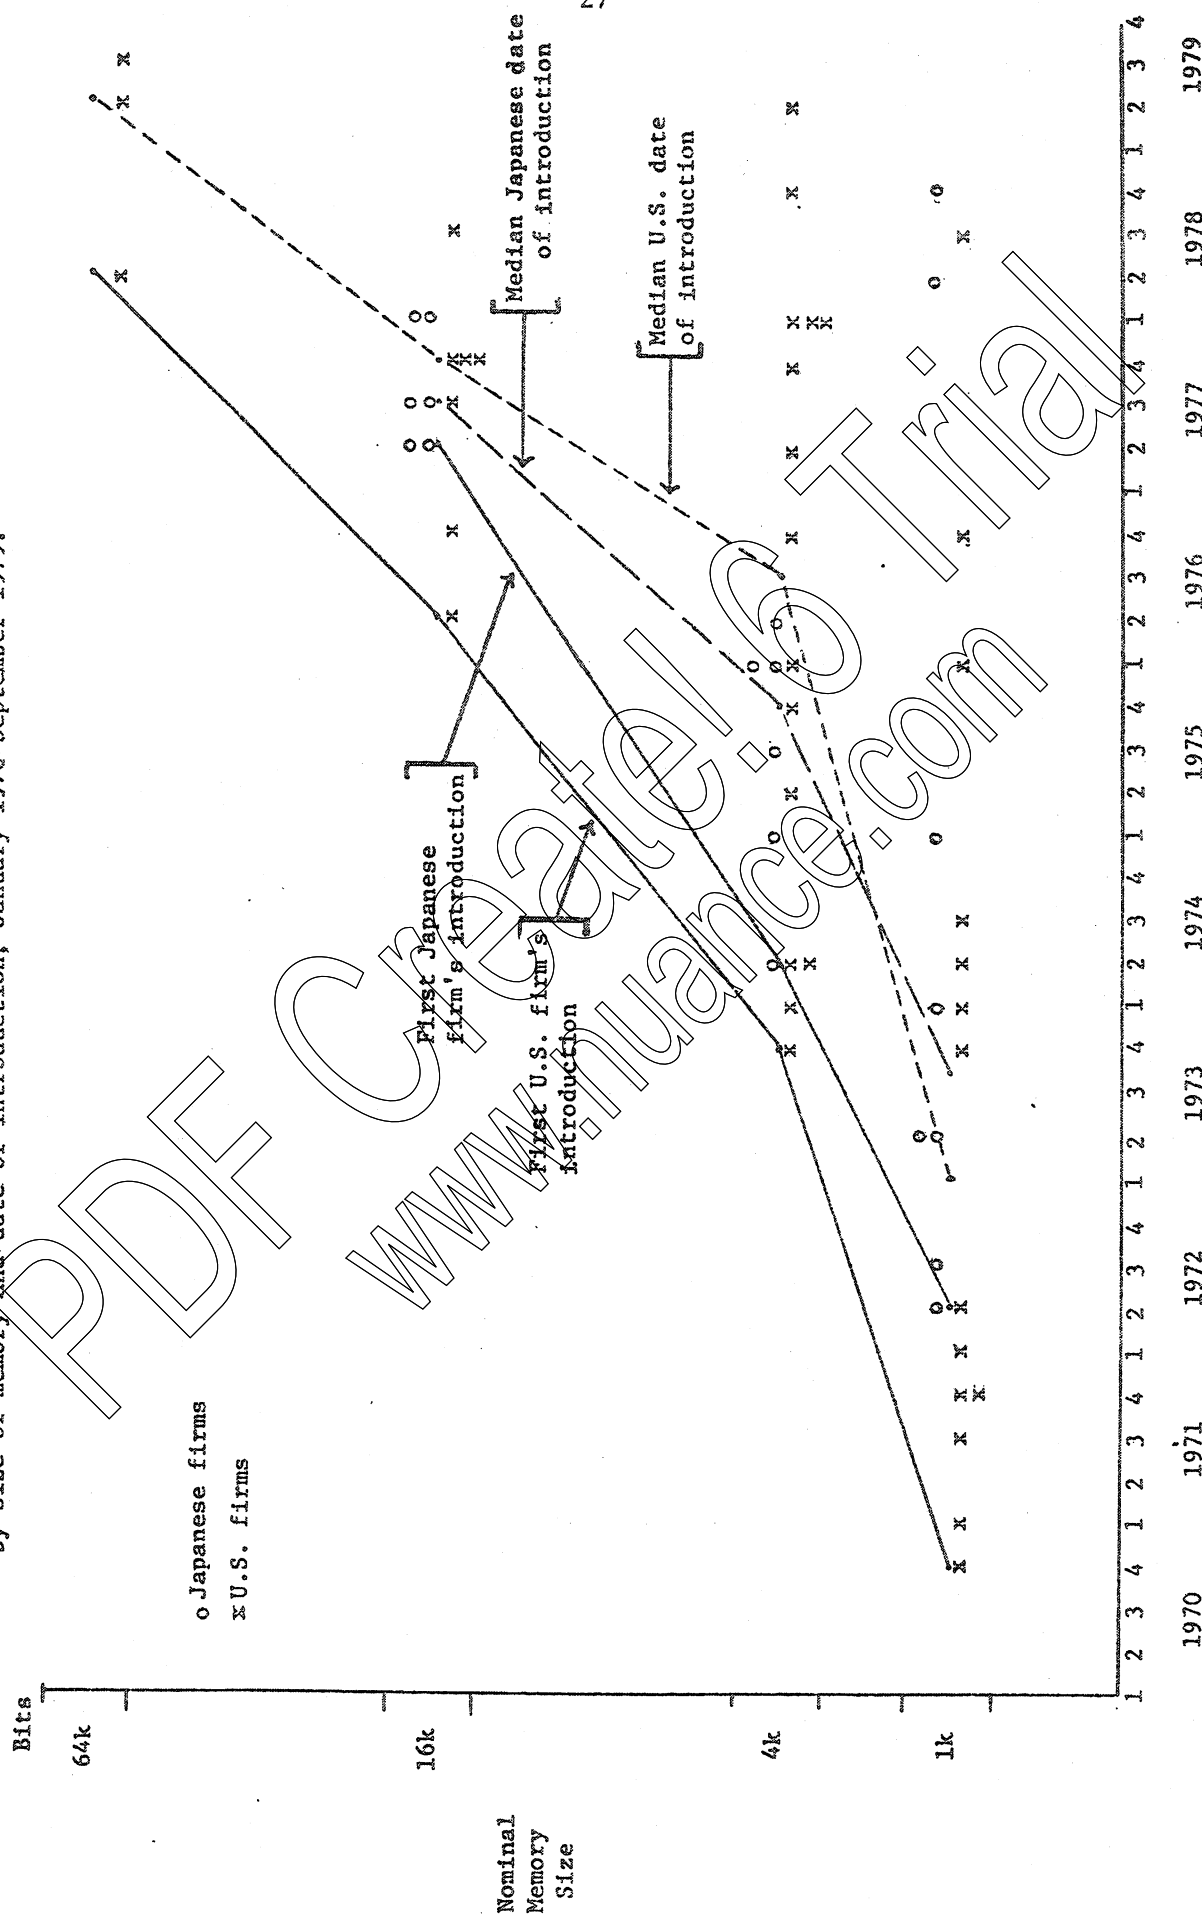 27
by size of memory and date of introduction, January 1970-September 1979.
Bits
64k
16k
4k
1k
Nominal
Memory
Size
o Japanese firms
x U.S. firms
First Japanese
firm's introduction
First U.S. firm's
introduction
Median Japanese date
of introduction
Median U.S. date
of introduction
1 2 3 4 1 2 3 4 1 2 3 4 1 2 3 4 1 2 3 4 1 2 3 4 1 2 3 4 1 2 3 4 1 2 3 4 1 2 3 4
1970 1971 1972 1973 1974 1975 1976 1977 1978 1979
PDF Create! 6 Trial
www.nuance.com